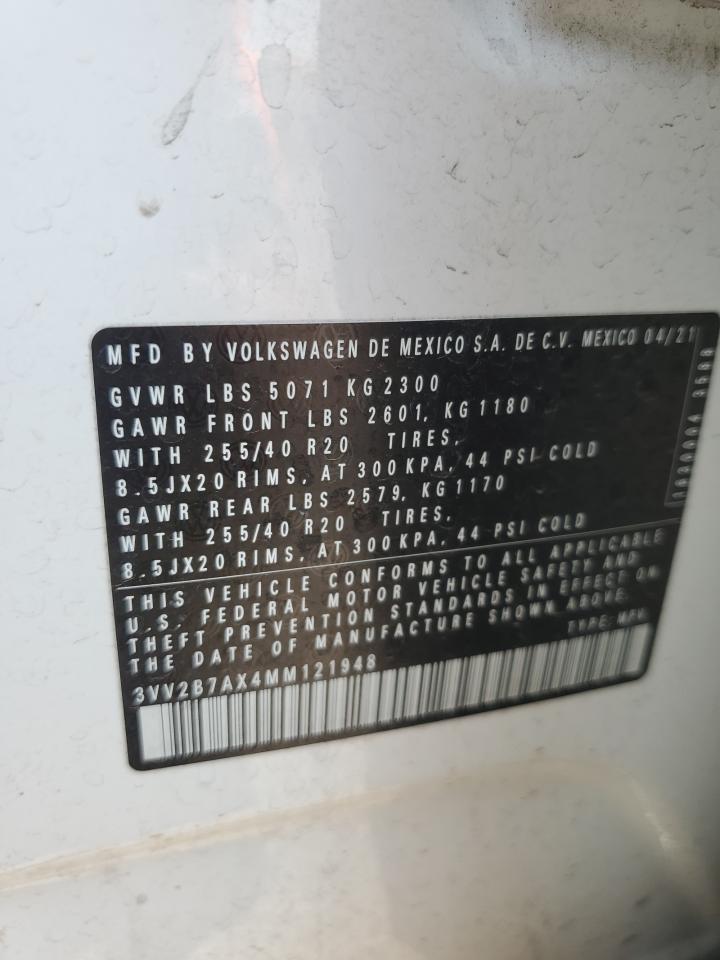 MFD BY VOLKSWAGEN DE MEXICO S.A. DE C.V. MEXICO 04/21
GVWR LBS 5071 KG 2300
GAWR FRONT LBS 2601, KG 1180
WITH 255/40 R20 TIRES,
8.5JX20 RIMS, AT 300 KPA, 44 PSI COLD
GAWR REAR LBS 2579, KG 1170
WITH 255/40 R20 TIRES,
8.5JX20 RIMS, AT 300 KPA, 44 PSI COLD
THIS VEHICLE CONFORMS TO ALL APPLICABLE
U.S. FEDERAL MOTOR VEHICLE SAFETY AND
THEFT PREVENTION STANDARDS IN EFFECT ON
THE DATE OF MANUFACTURE SHOWN ABOVE.
TYPE: MPV
3VV2B7AX4MM121948